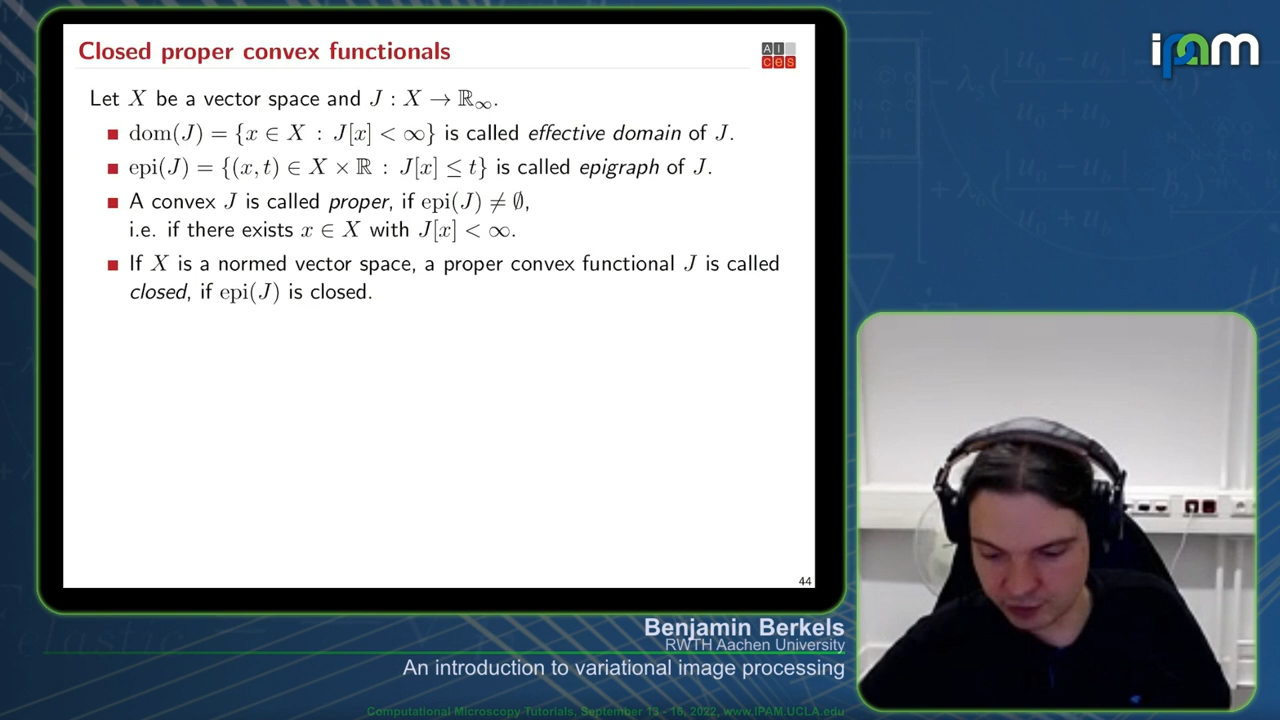 Closed proper convex functionals
AI
ces
Let X be a vector space and J : X → ℝ∞.
dom(J) = {x ∈ X : J[x] < ∞} is called effective domain of J.
epi(J) = {(x, t) ∈ X × ℝ : J[x] ≤ t} is called epigraph of J.
A convex J is called proper, if epi(J) ≠ ∅,
i.e. if there exists x ∈ X with J[x] < ∞.
If X is a normed vector space, a proper convex functional J is called
closed, if epi(J) is closed.
44
ipam
Benjamin Berkels
RWTH Aachen University
An introduction to variational image processing
Computational Microscopy Tutorials, September 13 - 16, 2022, www.IPAM.UCLA.edu